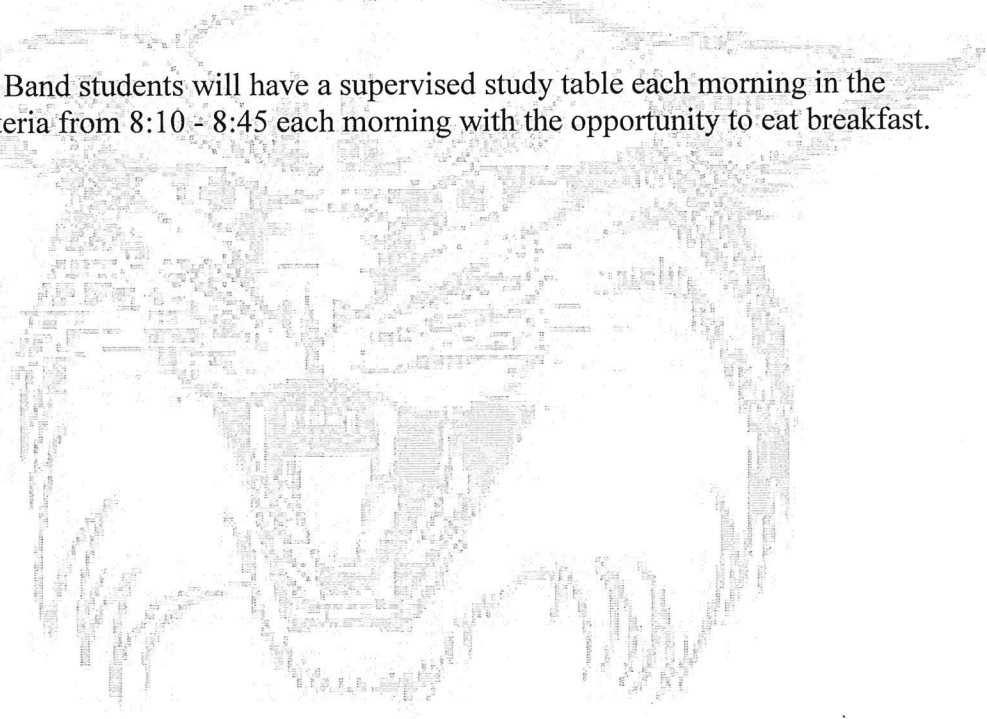 Band students will have a supervised study table each morning in the
from 8:10 - 8:45 each morning with the opportunity to eat breakfast.